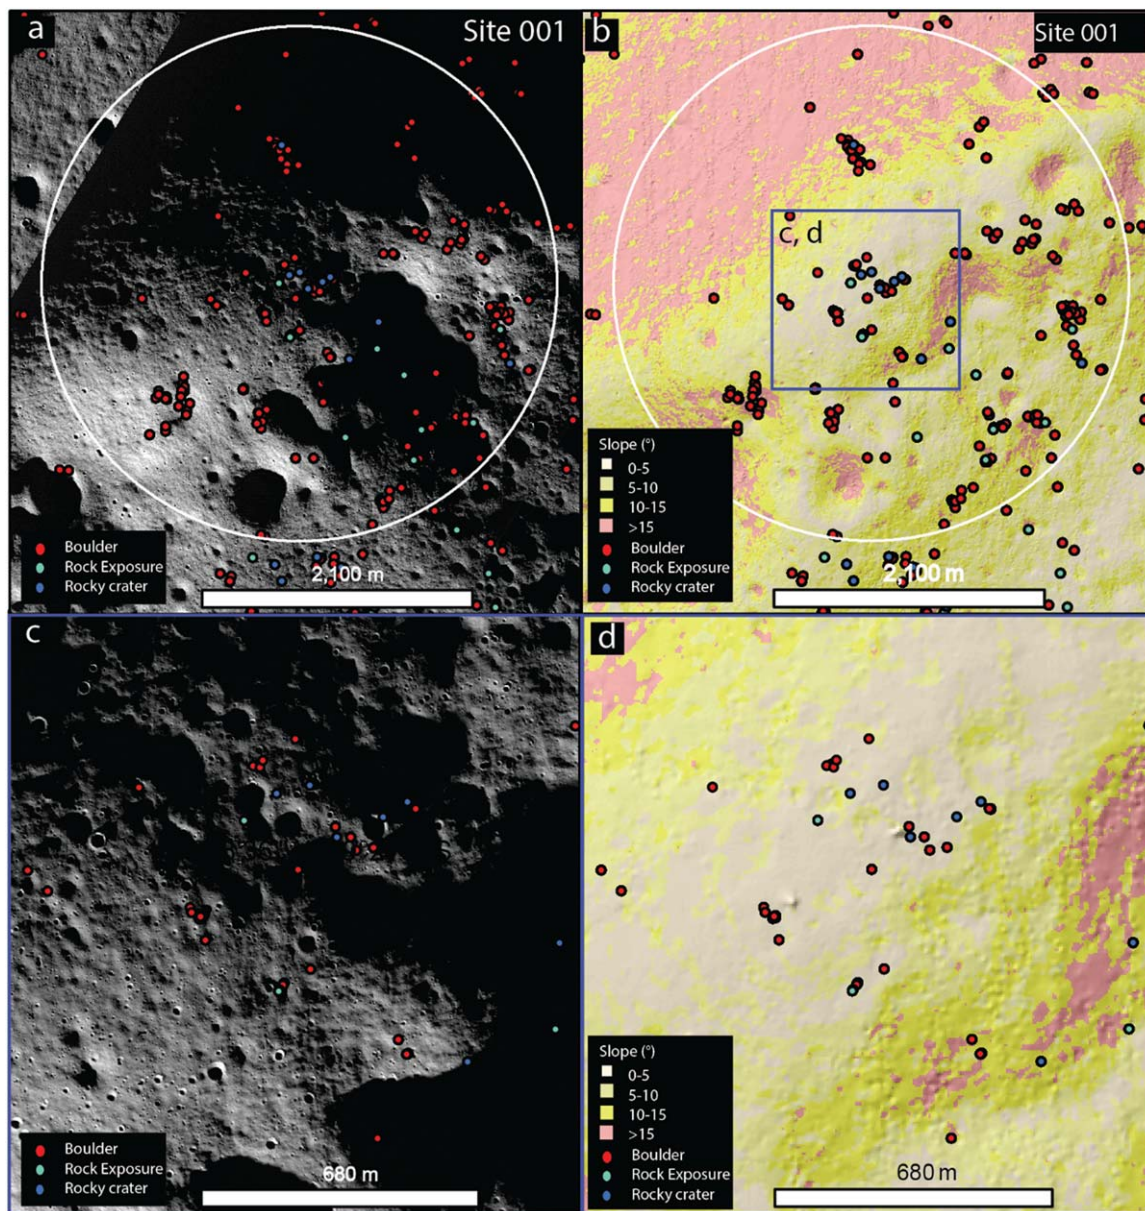 a
Site 001
Boulder
Rock Exposure
Rocky crater
2,100 m
b
Site 001
c, d
Slope (°)
0-5
5-10
10-15
>15
Boulder
Rock Exposure
Rocky crater
2,100 m
c
Boulder
Rock Exposure
Rocky crater
680 m
d
Slope (°)
0-5
5-10
10-15
>15
Boulder
Rock Exposure
Rocky crater
680 m